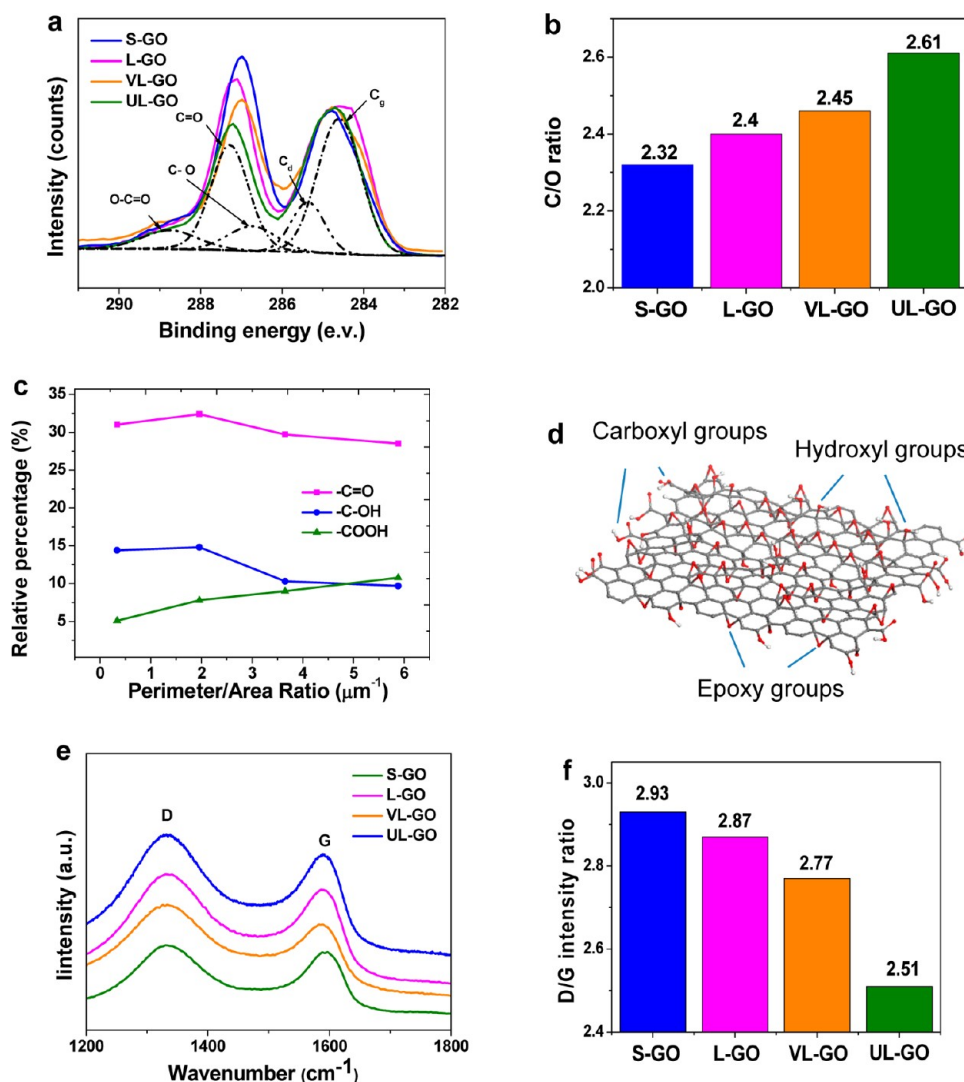 a
S-GO
L-GO
VL-GO
UL-GO
C=O
C- O
O-C=O
C_d
C_g
Intensity (counts)
290 288 286 284 282
Binding energy (e.v.)
b
2.32
2.4
2.45
2.61
C/O ratio
2.6
2.4
2.2
2.0
S-GO L-GO VL-GO UL-GO
c
Relative percentage (%)
35
30
25
20
15
10
5
-C=O
-C-OH
-COOH
0 1 2 3 4 5 6
Perimeter/Area Ratio (μm⁻¹)
d
Carboxyl groups
Hydroxyl groups
Epoxy groups
e
S-GO
L-GO
VL-GO
UL-GO
D
G
Iintensity (a.u.)
1200 1400 1600 1800
Wavenumber (cm⁻¹)
f
2.93
2.87
2.77
2.51
D/G intensity ratio
3.0
2.8
2.6
2.4
S-GO L-GO VL-GO UL-GO